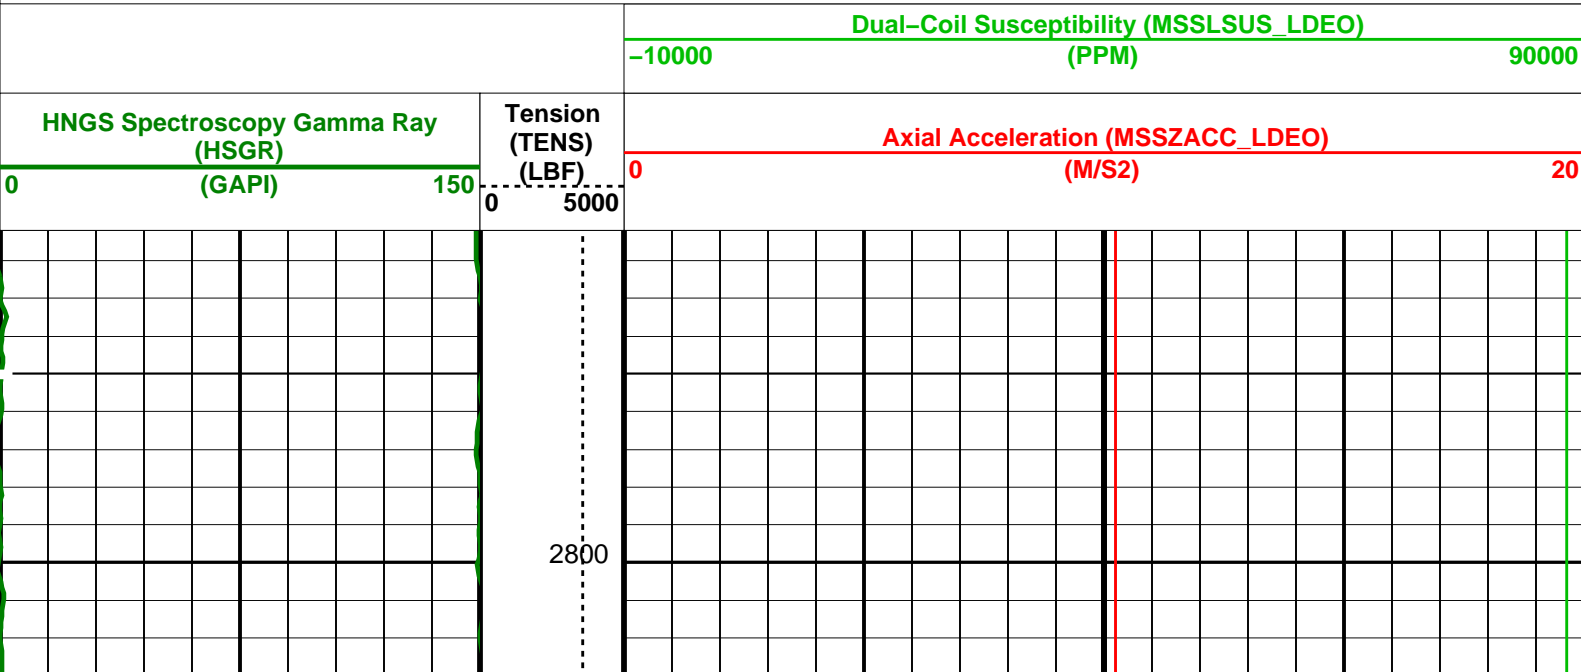 Dual−Coil Susceptibility (MSSLSUS_LDEO)
−10000 (PPM) 90000
HNGS Spectroscopy Gamma Ray
(HSGR)
0 (GAPI) 150
Tension
(TENS)
(LBF)
0 5000
Axial Acceleration (MSSZACC_LDEO)
0 (M/S2) 20
2800